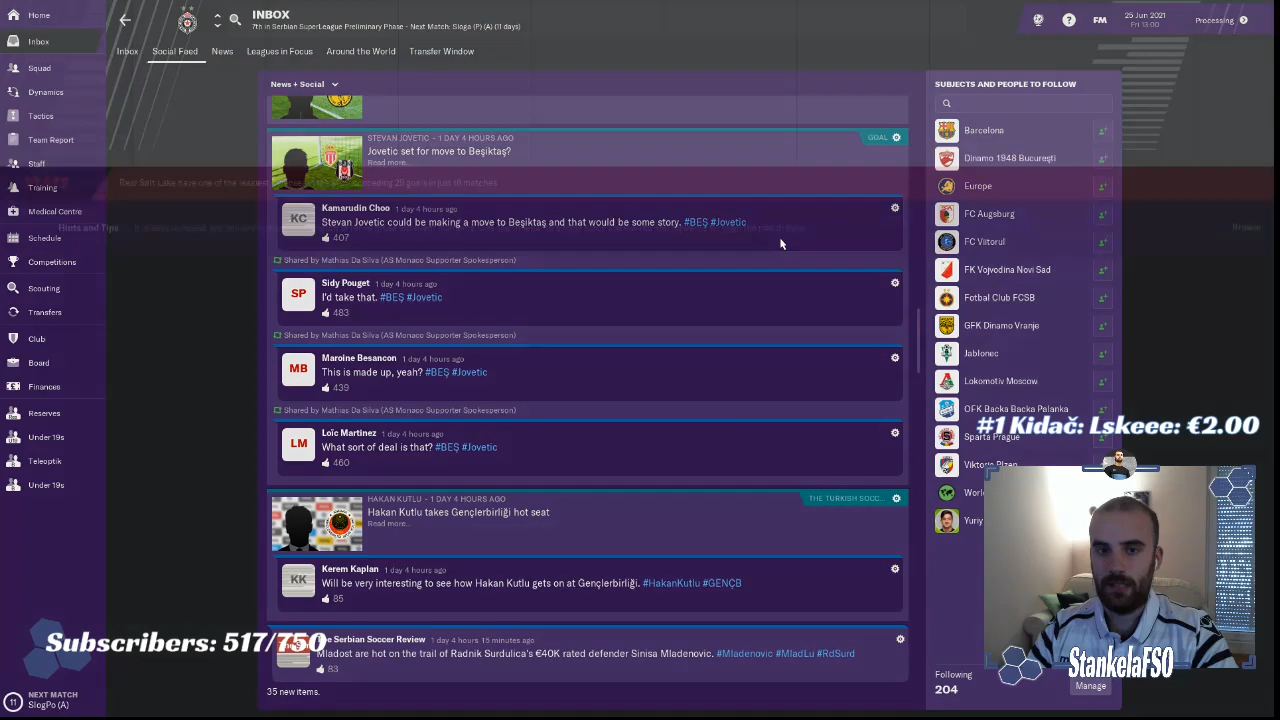 Home
Inbox
Squad
Dynamics
Tactics
Team Report
Staff
Training
Medical Centre
Schedule
Competitions
Scouting
Transfers
Club
Board
Finances
Reserves
Under 19s
Teleoptik
Under 19s
11 NEXT MATCH
SlogPo (A)
INBOX
7th in Serbian SuperLeague Preliminary Phase - Next Match: Sloga (P) (A) (11 days)
FM
25 Jun 2021
Fri 13:00
Processing
Inbox Social Feed News Leagues in Focus Around the World Transfer Window
News + Social
STEVAN JOVETIC - 1 DAY 4 HOURS AGO
GOAL
Jovetic set for move to Beşiktaş?
Read more...
KC
Kamarudin Choo 1 day 4 hours ago
Stevan Jovetic could be making a move to Beşiktaş and that would be some story. #BEŞ #Jovetic
407
Shared by Mathias Da Silva (AS Monaco Supporter Spokesperson)
SP
Sidy Pouget 1 day 4 hours ago
I'd take that. #BEŞ #Jovetic
483
Shared by Mathias Da Silva (AS Monaco Supporter Spokesperson)
MB
Maroine Besancon 1 day 4 hours ago
This is made up, yeah? #BEŞ #Jovetic
439
Shared by Mathias Da Silva (AS Monaco Supporter Spokesperson)
LM
Loïc Martinez 1 day 4 hours ago
What sort of deal is that? #BEŞ #Jovetic
460
HAKAN KUTLU - 1 DAY 4 HOURS AGO
THE TURKISH SOCC...
Hakan Kutlu takes Gençlerbirliği hot seat
Read more...
KK
Kerem Kaplan 1 day 4 hours ago
Will be very interesting to see how Hakan Kutlu gets on at Gençlerbirliği. #HakanKutlu #GENÇB
85
The Serbian Soccer Review 1 day 4 hours 15 minutes ago
Mladost are hot on the trail of Radnik Surdulica's €40K rated defender Sinisa Mladenovic. #Mladenovic #MladLu #RdSurd
83
35 new items.
Hints and Tips
SUBJECTS AND PEOPLE TO FOLLOW
Barcelona
Dinamo 1948 Bucureşti
Europe
FC Augsburg
FC Viitorul
FK Vojvodina Novi Sad
Fotbal Club FCSB
GFK Dinamo Vranje
Jablonec
Lokomotiv Moscow
OFK Backa Backa Palanka
Sparta Prague
Viktoria Plzen
Yuriy
Following
204
Manage
#1 Kidač: Lskeee: €2.00
Subscribers: 517/750
StankelaFSO